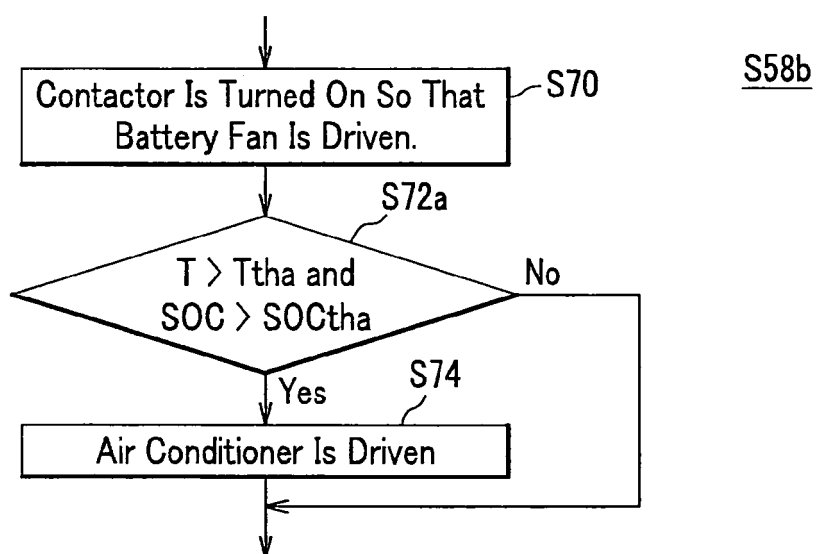 S58b
Contactor Is Turned On So That
Battery Fan Is Driven.
S70
S72a
T > Ttha and
SOC > SOCtha
No
Yes
S74
Air Conditioner Is Driven